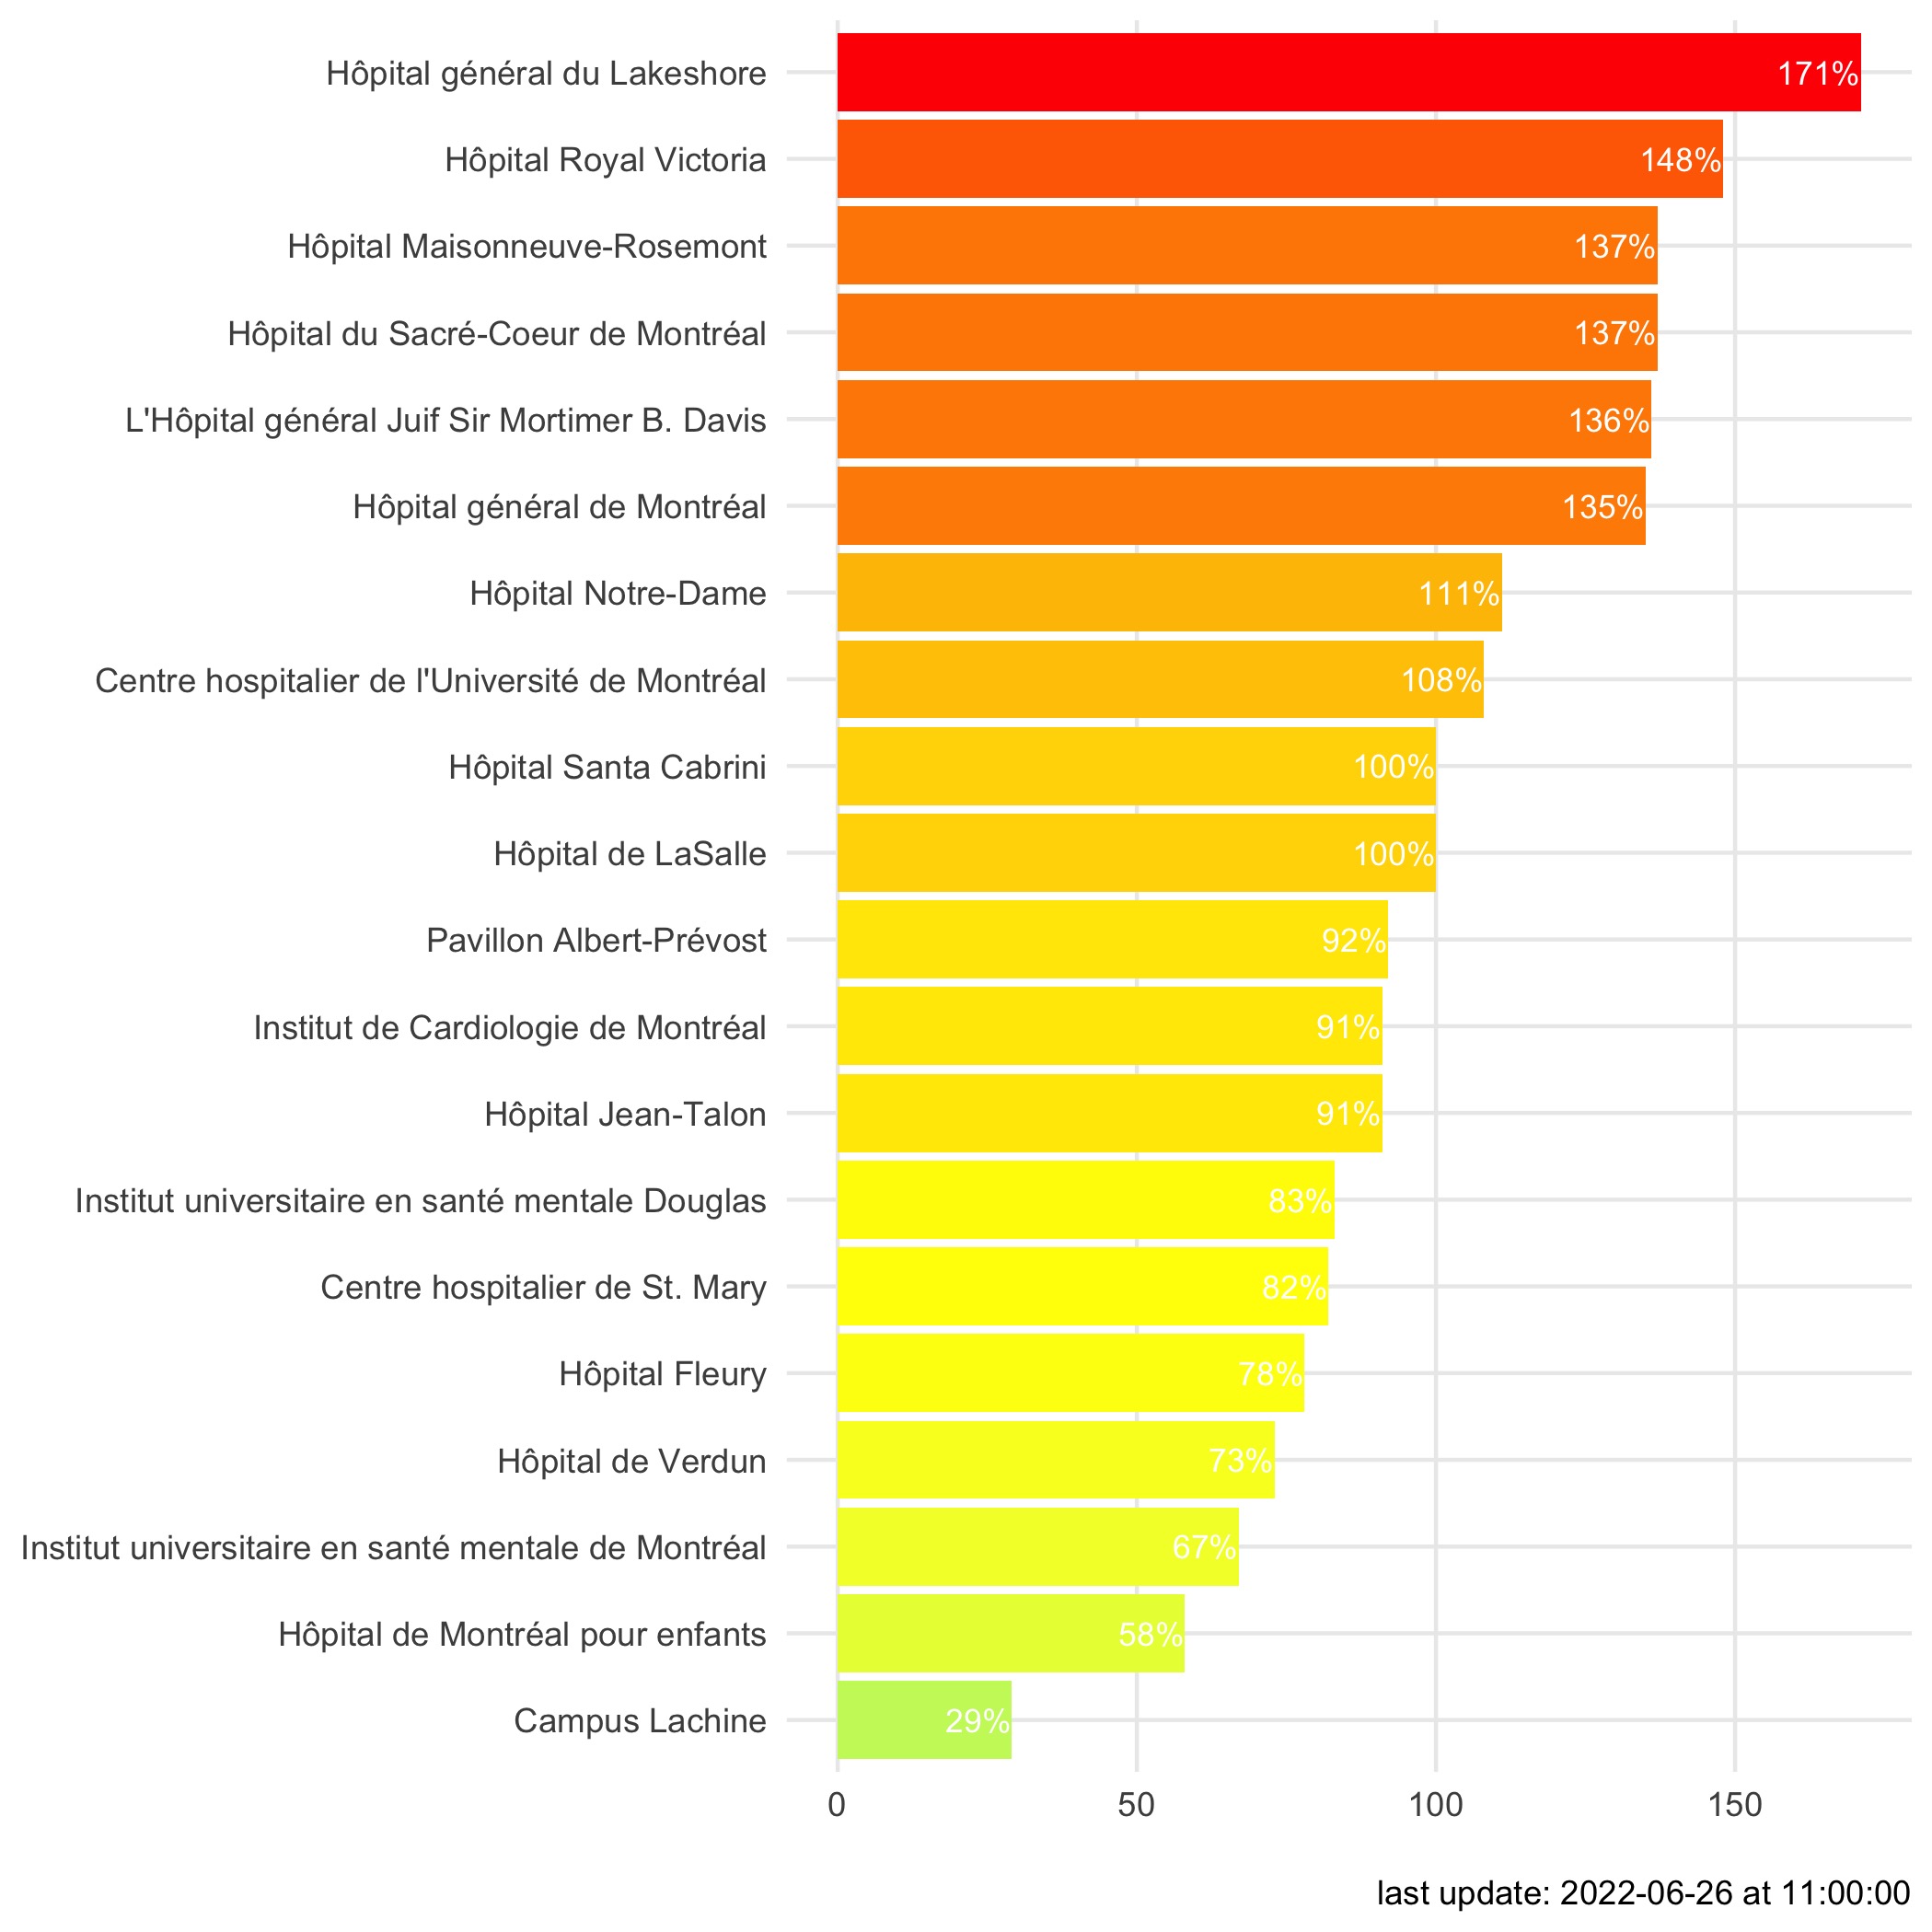 Hôpital général du Lakeshore 171%
Hôpital Royal Victoria 148%
Hôpital Maisonneuve-Rosemont 137%
Hôpital du Sacré-Coeur de Montréal 137%
L'Hôpital général Juif Sir Mortimer B. Davis 136%
Hôpital général de Montréal 135%
Hôpital Notre-Dame 111%
Centre hospitalier de l'Université de Montréal 108%
Hôpital Santa Cabrini 100%
Hôpital de LaSalle 100%
Pavillon Albert-Prévost 92%
Institut de Cardiologie de Montréal 91%
Hôpital Jean-Talon 91%
Institut universitaire en santé mentale Douglas 83%
Centre hospitalier de St. Mary 82%
Hôpital Fleury 78%
Hôpital de Verdun 73%
Institut universitaire en santé mentale de Montréal 67%
Hôpital de Montréal pour enfants 58%
Campus Lachine 29%
0 50 100 150
last update: 2022-06-26 at 11:00:00